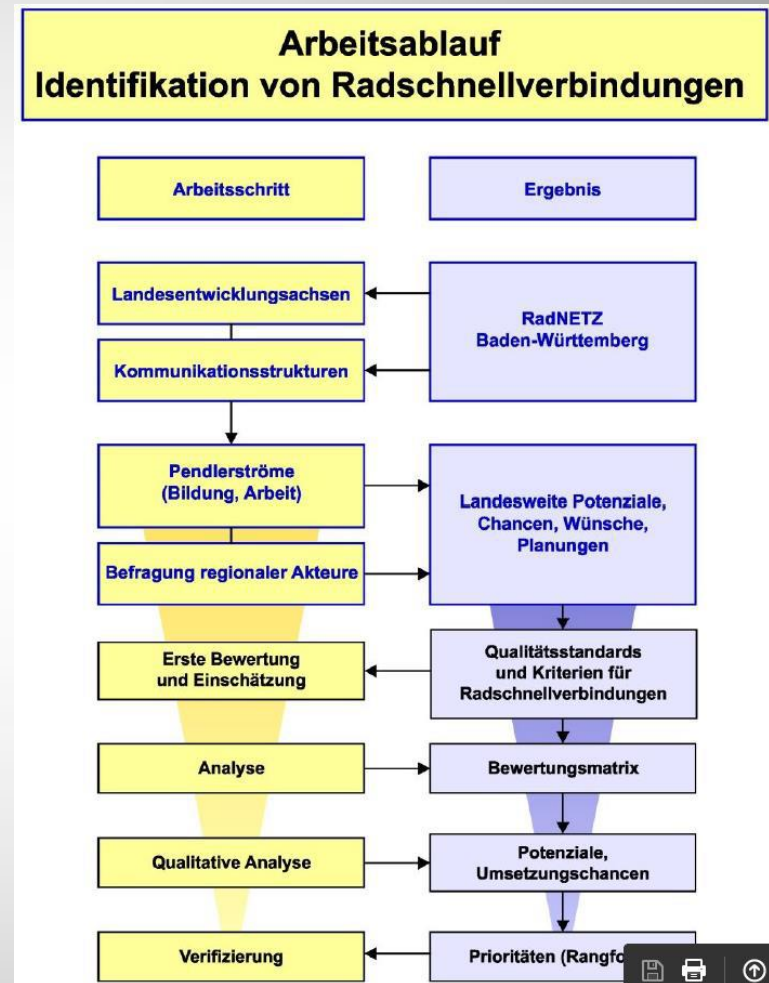 Arbeitsablauf
Identifikation von Radschnellverbindungen
Arbeitsschritt
Ergebnis
Landesentwicklungsachsen
RadNETZ
Baden-Württemberg
Kommunikationsstrukturen
Pendlerströme
(Bildung, Arbeit)
Landesweite Potenziale,
Chancen, Wünsche,
Planungen
Befragung regionaler Akteure
Erste Bewertung
und Einschätzung
Qualitätsstandards
und Kriterien für
Radschnellverbindungen
Analyse
Bewertungsmatrix
Qualitative Analyse
Potenziale,
Umsetzungschancen
Verifizierung
Prioritäten